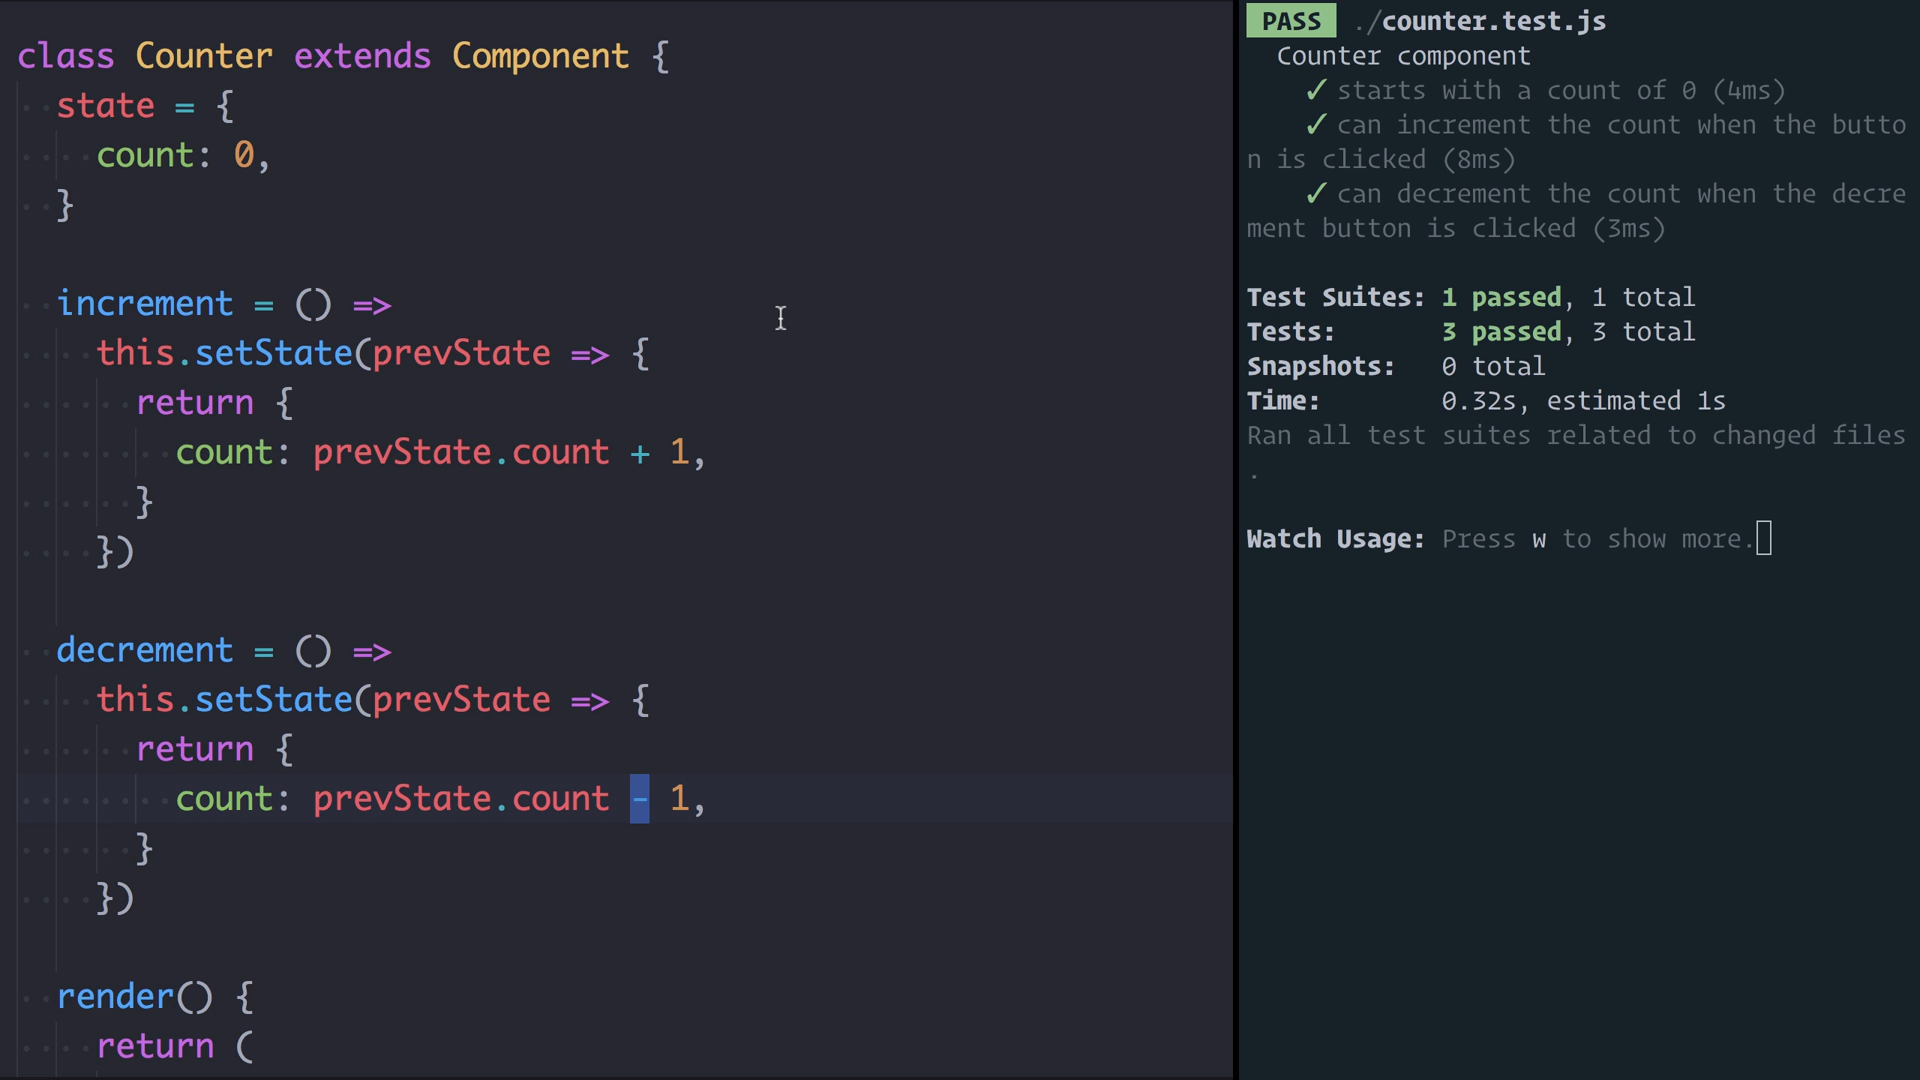 class Counter extends Component {
state = {
count: 0,
}
increment = () =>
this.setState(prevState => {
return {
count: prevState.count + 1,
}
})
decrement = () =>
this.setState(prevState => {
return {
count: prevState.count - 1,
}
})
render() {
return (
PASS ./counter.test.js
Counter component
✓ starts with a count of 0 (4ms)
✓ can increment the count when the butto
n is clicked (8ms)
✓ can decrement the count when the decre
ment button is clicked (3ms)
Test Suites: 1 passed, 1 total
Tests: 3 passed, 3 total
Snapshots: 0 total
Time: 0.32s, estimated 1s
Ran all test suites related to changed files
.
Watch Usage: Press w to show more.